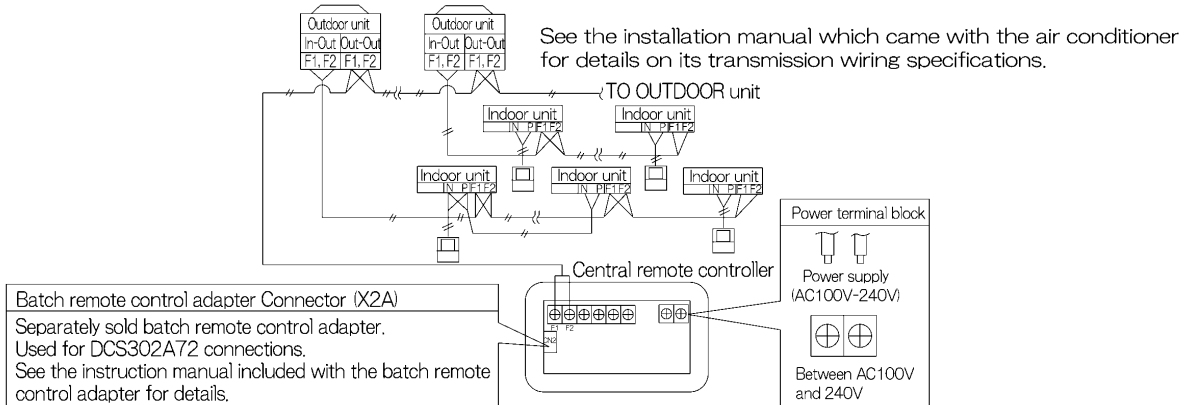 Outdoor unit
In-Out Out-Out
F1, F2 F1, F2
Outdoor unit
In-Out Out-Out
F1, F2 F1, F2
See the installation manual which came with the air conditioner
for details on its transmission wiring specifications.
TO OUTDOOR unit
Indoor unit
IN P F1F2
Indoor unit
IN P F1F2
Indoor unit
IN P F1F2
Indoor unit
IN P F1F2
Indoor unit
IN P F1F2
Central remote controller
F1 F2
CN2
Power terminal block
Power supply
(AC100V-240V)
Between AC100V
and 240V
Batch remote control adapter Connector (X2A)
Separately sold batch remote control adapter.
Used for DCS302A72 connections.
See the instruction manual included with the batch remote
control adapter for details.